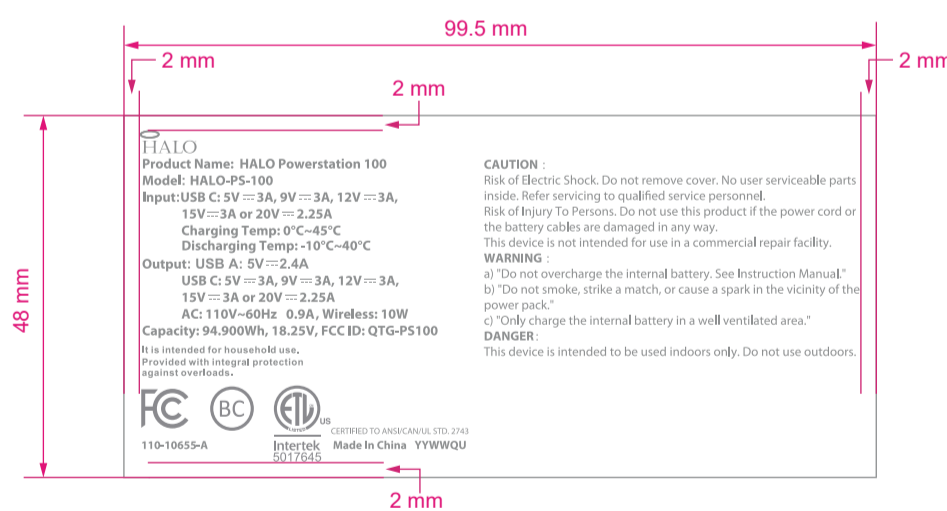 99.5 mm
2 mm
2 mm
2 mm
48 mm
HALO
Product Name: HALO Powerstation 100
Model: HALO-PS-100
Input:USB C: 5V⎓3A, 9V⎓3A, 12V⎓3A,
15V⎓3A or 20V⎓2.25A
Charging Temp: 0°C~45°C
Discharging Temp: -10°C~40°C
Output: USB A: 5V⎓2.4A
USB C: 5V⎓3A, 9V⎓3A, 12V⎓3A,
15V⎓3A or 20V⎓2.25A
AC: 110V~60Hz 0.9A, Wireless: 10W
Capacity: 94.900Wh, 18.25V, FCC ID: QTG-PS100
It is intended for household use.
Provided with integral protection
against overloads.
FC
BC
ETL
LISTED
US
CERTIFIED TO ANSI/CAN/UL STD. 2743
110-10655-A
Intertek
5017645
Made In China YYWWQU
CAUTION :
Risk of Electric Shock. Do not remove cover. No user serviceable parts
inside. Refer servicing to qualified service personnel.
Risk of Injury To Persons. Do not use this product if the power cord or
the battery cables are damaged in any way.
This device is not intended for use in a commercial repair facility.
WARNING :
a) "Do not overcharge the internal battery. See Instruction Manual."
b) "Do not smoke, strike a match, or cause a spark in the vicinity of the
power pack."
c) "Only charge the internal battery in a well ventilated area."
DANGER :
This device is intended to be used indoors only. Do not use outdoors.
2 mm